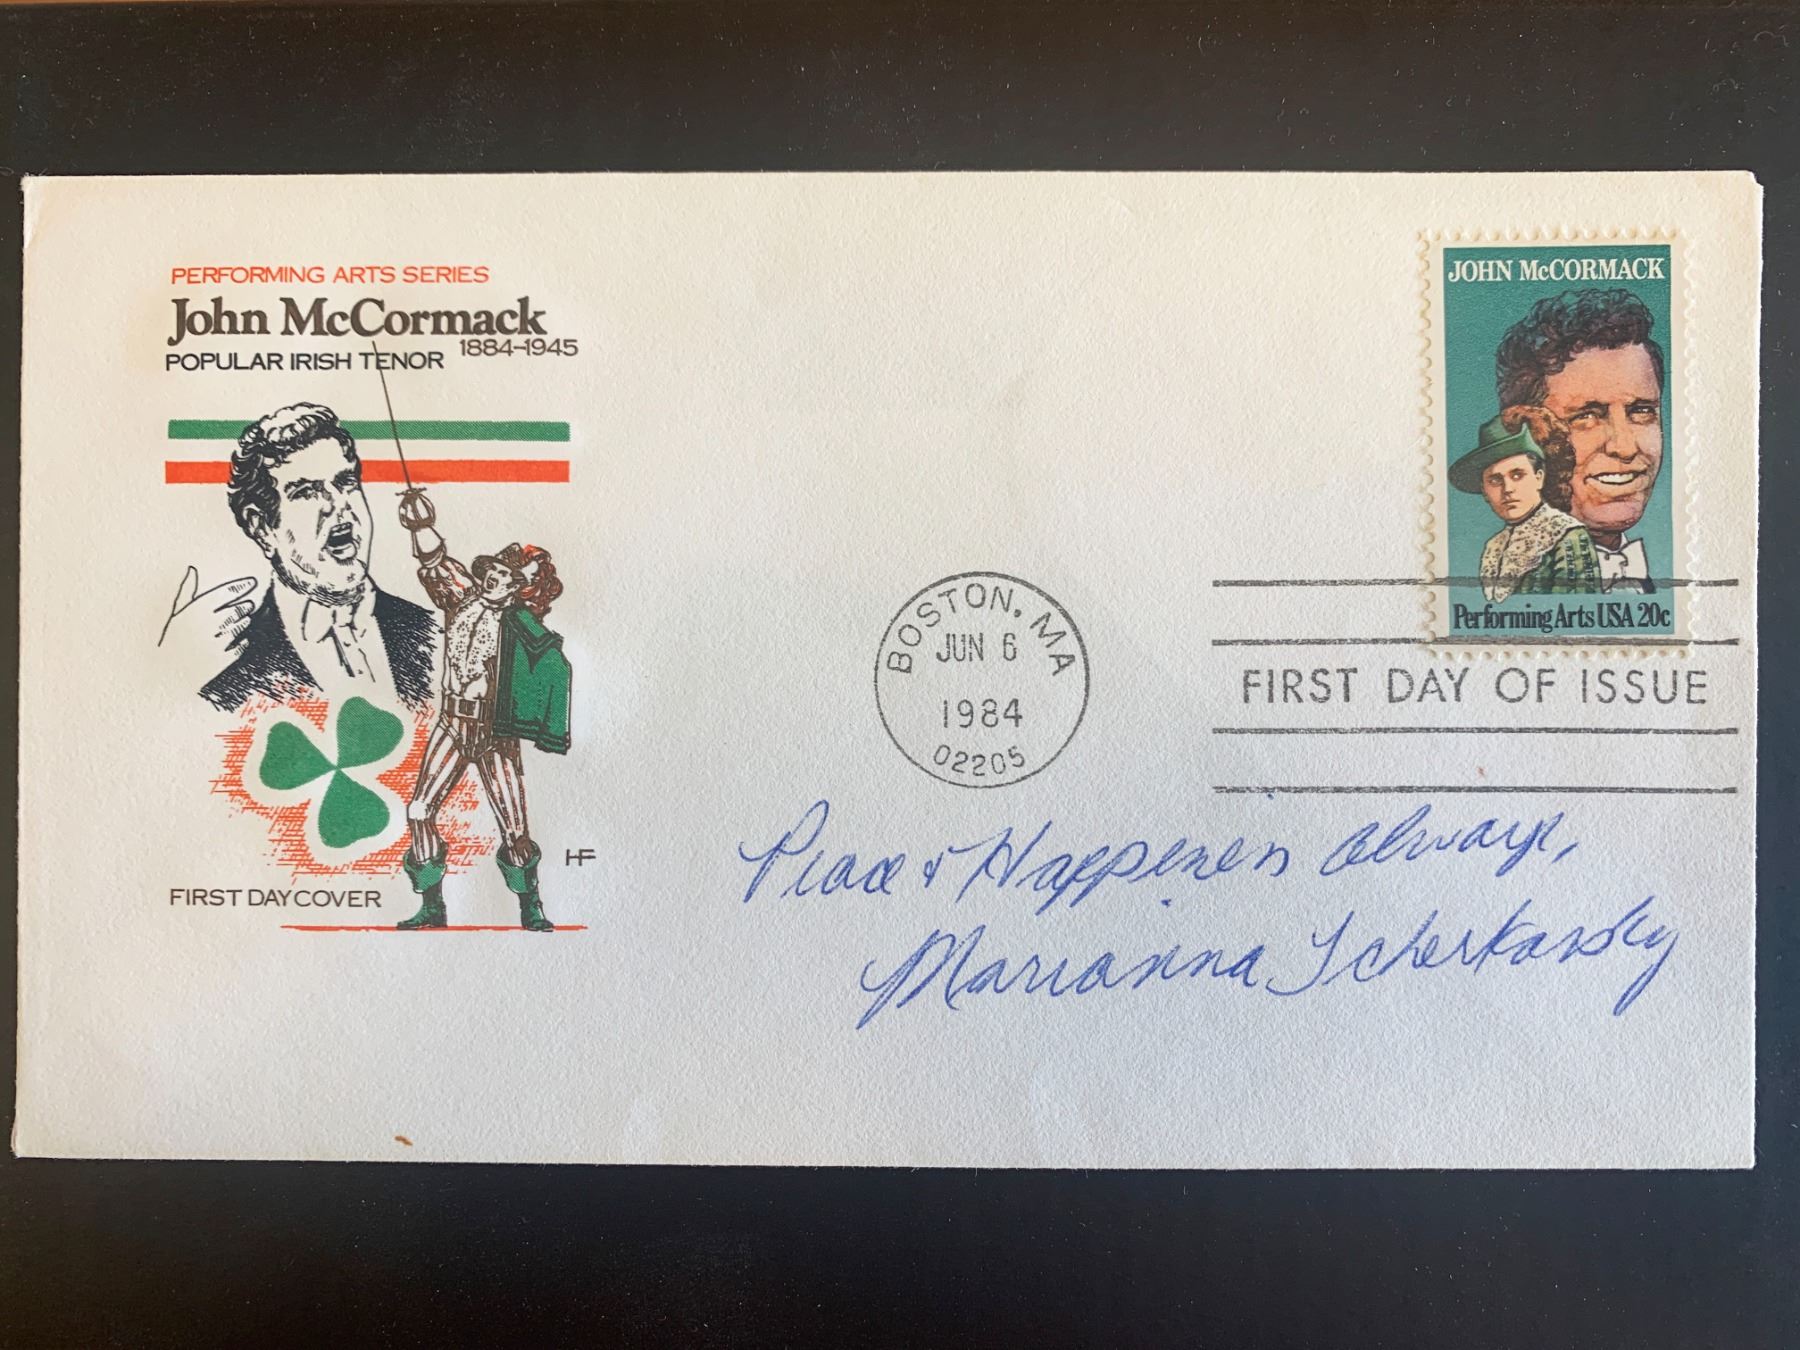 PERFORMING ARTS SERIES
John McCormack
1884-1945
POPULAR IRISH TENOR
HF
FIRST DAY COVER
JOHN McCORMACK
Performing Arts USA 20c
BOSTON, MA
JUN 6
1984
02205
FIRST DAY OF ISSUE
Peace & Happiness Always,
Marianna Tcherkassky